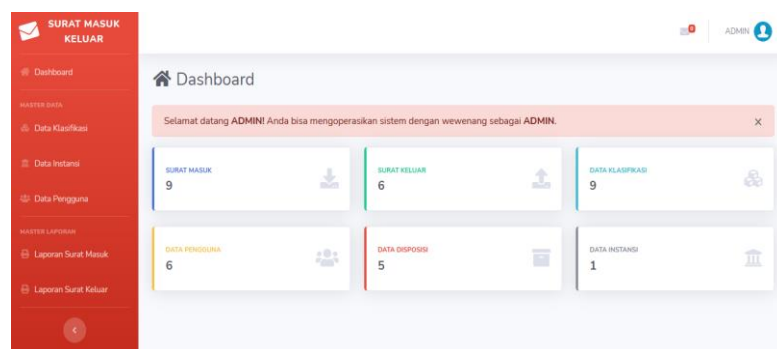 SURAT MASUK
KELUAR
0
ADMIN
Dashboard
Dashboard
MASTER DATA
Selamat datang ADMIN! Anda bisa mengoperasikan sistem dengan wewenang sebagai ADMIN.
X
Data Klasifikasi
Data Instansi
Data Pengguna
MASTER LAPORAN
Laporan Surat Masuk
Laporan Surat Keluar
SURAT MASUK
9
SURAT KELUAR
6
DATA KLASIFIKASI
9
DATA PENGGUNA
6
DATA DISPOSISI
5
DATA INSTANSI
1